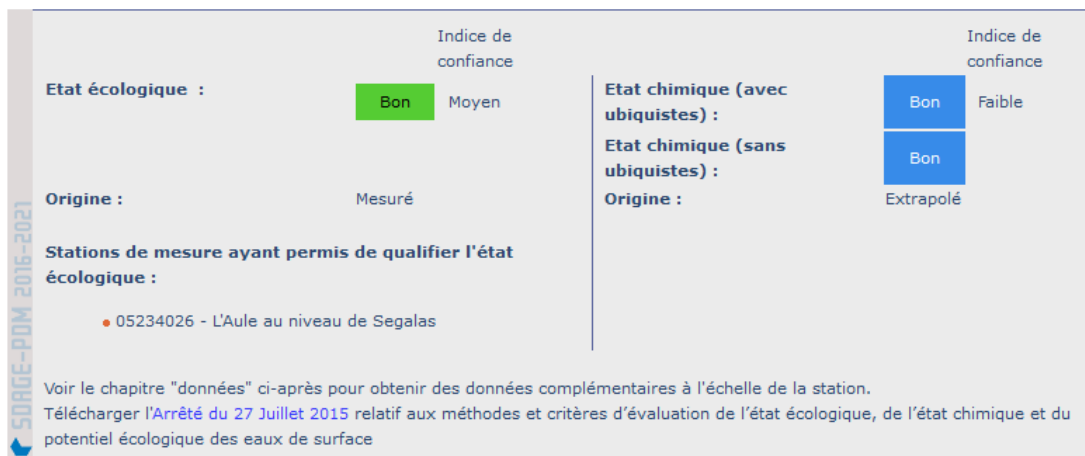 Indice de
confiance
Indice de
confiance
Etat écologique :
Bon
Moyen
Etat chimique (avec
ubiquistes) :
Bon
Faible
Etat chimique (sans
ubiquistes) :
Bon
Origine :
Mesuré
Origine :
Extrapolé
Stations de mesure ayant permis de qualifier l'état
écologique :
05234026 - L'Aule au niveau de Segalas
Voir le chapitre "données" ci-après pour obtenir des données complémentaires à l'échelle de la station.
Télécharger l'Arrêté du 27 Juillet 2015 relatif aux méthodes et critères d’évaluation de l’état écologique, de l’état chimique et du
potentiel écologique des eaux de surface
SDAGE-PDM 2016-2021